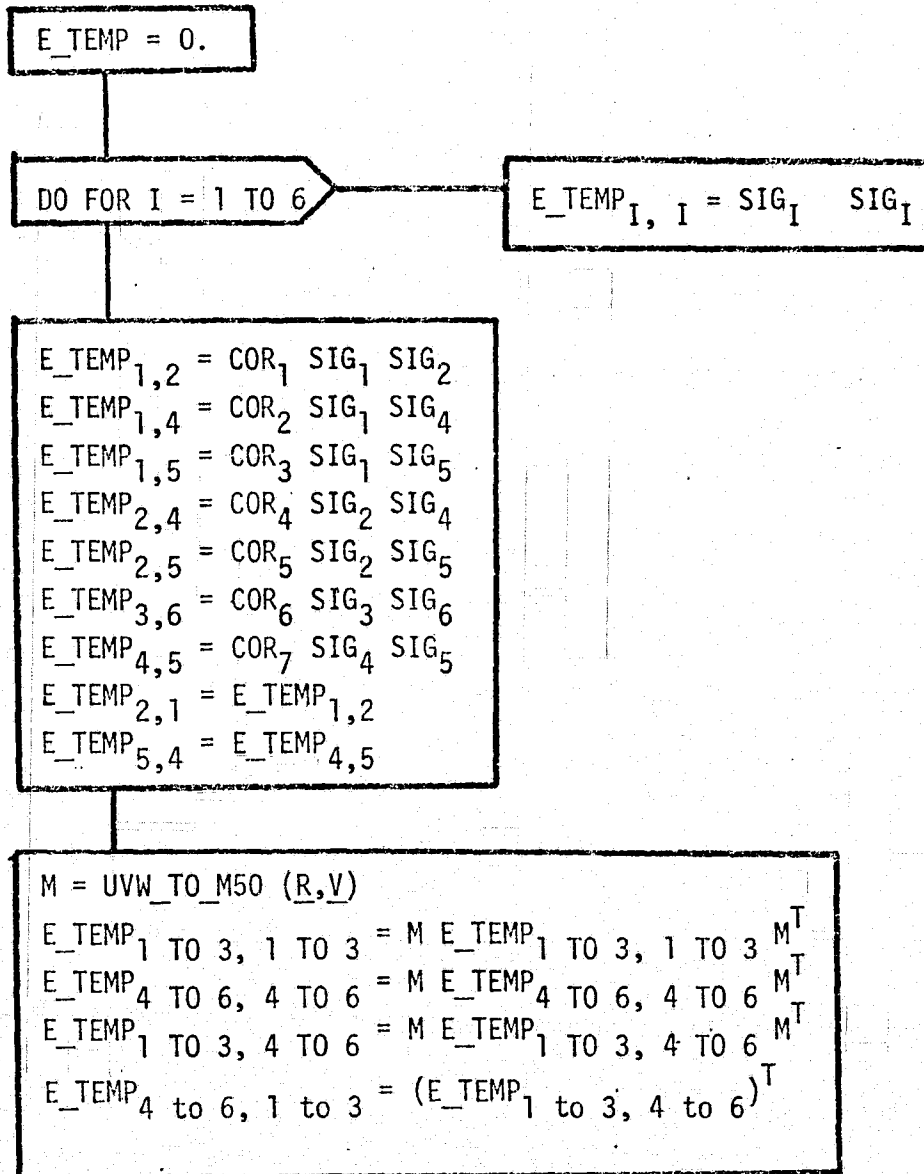 E_TEMP = 0.
DO FOR I = 1 TO 6
E_TEMP I, I = SIG I SIG I
E_TEMP 1,2 = COR 1 SIG 1 SIG 2
E_TEMP 1,4 = COR 2 SIG 1 SIG 4
E_TEMP 1,5 = COR 3 SIG 1 SIG 5
E_TEMP 2,4 = COR 4 SIG 2 SIG 4
E_TEMP 2,5 = COR 5 SIG 2 SIG 5
E_TEMP 3,6 = COR 6 SIG 3 SIG 6
E_TEMP 4,5 = COR 7 SIG 4 SIG 5
E_TEMP 2,1 = E_TEMP 1,2
E_TEMP 5,4 = E_TEMP 4,5
M = UVW_TO_M50 (R,V)
E_TEMP 1 TO 3, 1 TO 3 = M E_TEMP 1 TO 3, 1 TO 3 M T
E_TEMP 4 TO 6, 4 TO 6 = M E_TEMP 4 TO 6, 4 TO 6 M T
E_TEMP 1 TO 3, 4 TO 6 = M E_TEMP 1 TO 3, 4 TO 6 M T
E_TEMP 4 to 6, 1 to 3 = (E_TEMP 1 to 3, 4 to 6) T